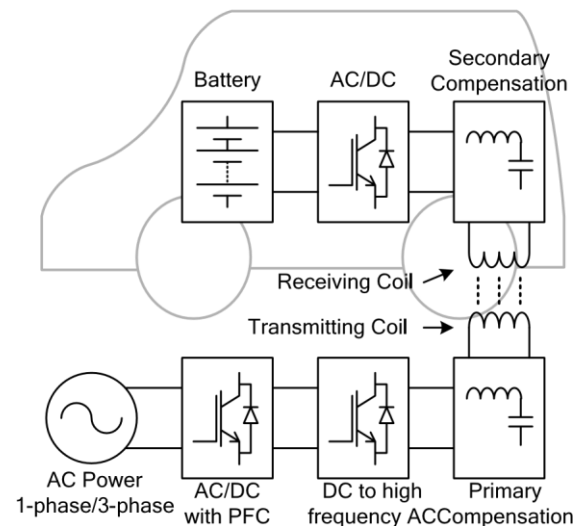 Battery
AC/DC
Secondary
Compensation
Receiving Coil
Transmitting Coil
AC Power
1-phase/3-phase
AC/DC
with PFC
DC to high
frequency AC
Primary
Compensation